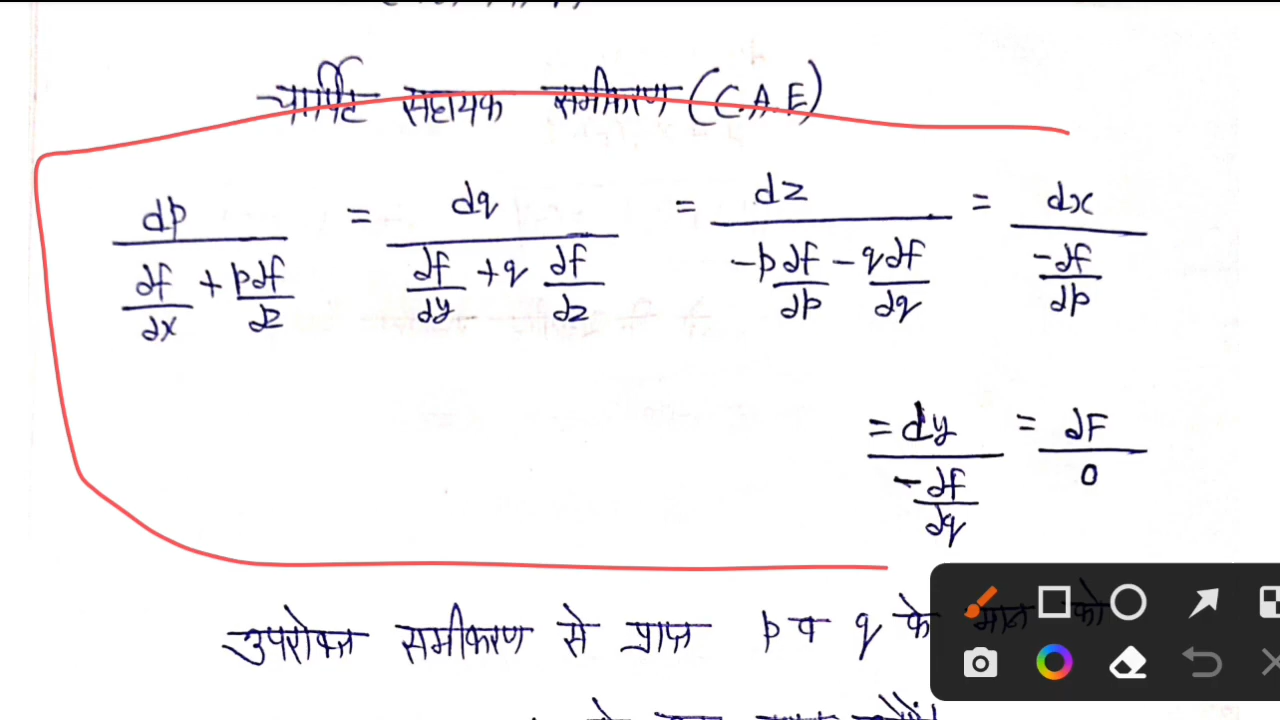 चार्पिट सहायक समीकरण (C.A.E)
dp / (∂f/∂x + p∂f/∂z) = dq / (∂f/∂y + q ∂f/∂z) = dz / (-p∂f/∂p - q∂f/∂q) = dx / (-∂f/∂p)
= dy / (-∂f/∂q) = dF / 0
उपरोक्त समीकरण से प्राप्त p व q के मान को